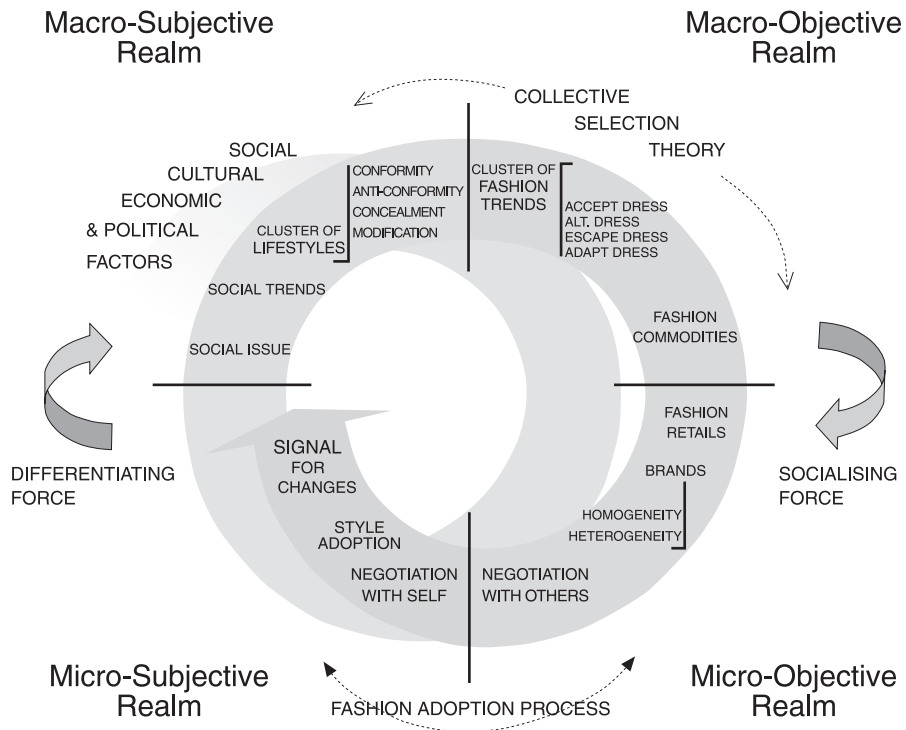 Macro-Subjective
Realm
Macro-Objective
Realm
COLLECTIVE
SELECTION
THEORY
SOCIAL
CULTURAL
ECONOMIC
& POLITICAL
FACTORS
CLUSTER OF
LIFESTYLES
CONFORMITY
ANTI-CONFORMITY
CONCEALMENT
MODIFICATION
CLUSTER OF
FASHION
TRENDS
ACCEPT DRESS
ALT. DRESS
ESCAPE DRESS
ADAPT DRESS
SOCIAL TRENDS
SOCIAL ISSUE
FASHION
COMMODITIES
FASHION
RETAILS
BRANDS
HOMOGENEITY
HETEROGENEITY
DIFFERENTIATING
FORCE
SOCIALISING
FORCE
SIGNAL
FOR
CHANGES
STYLE
ADOPTION
NEGOTIATION
WITH SELF
NEGOTIATION
WITH OTHERS
Micro-Subjective
Realm
Micro-Objective
Realm
FASHION ADOPTION PROCESS